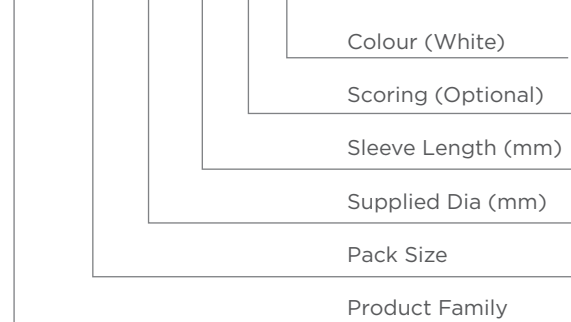 Colour (White)
Scoring (Optional)
Sleeve Length (mm)
Supplied Dia (mm)
Pack Size
Product Family